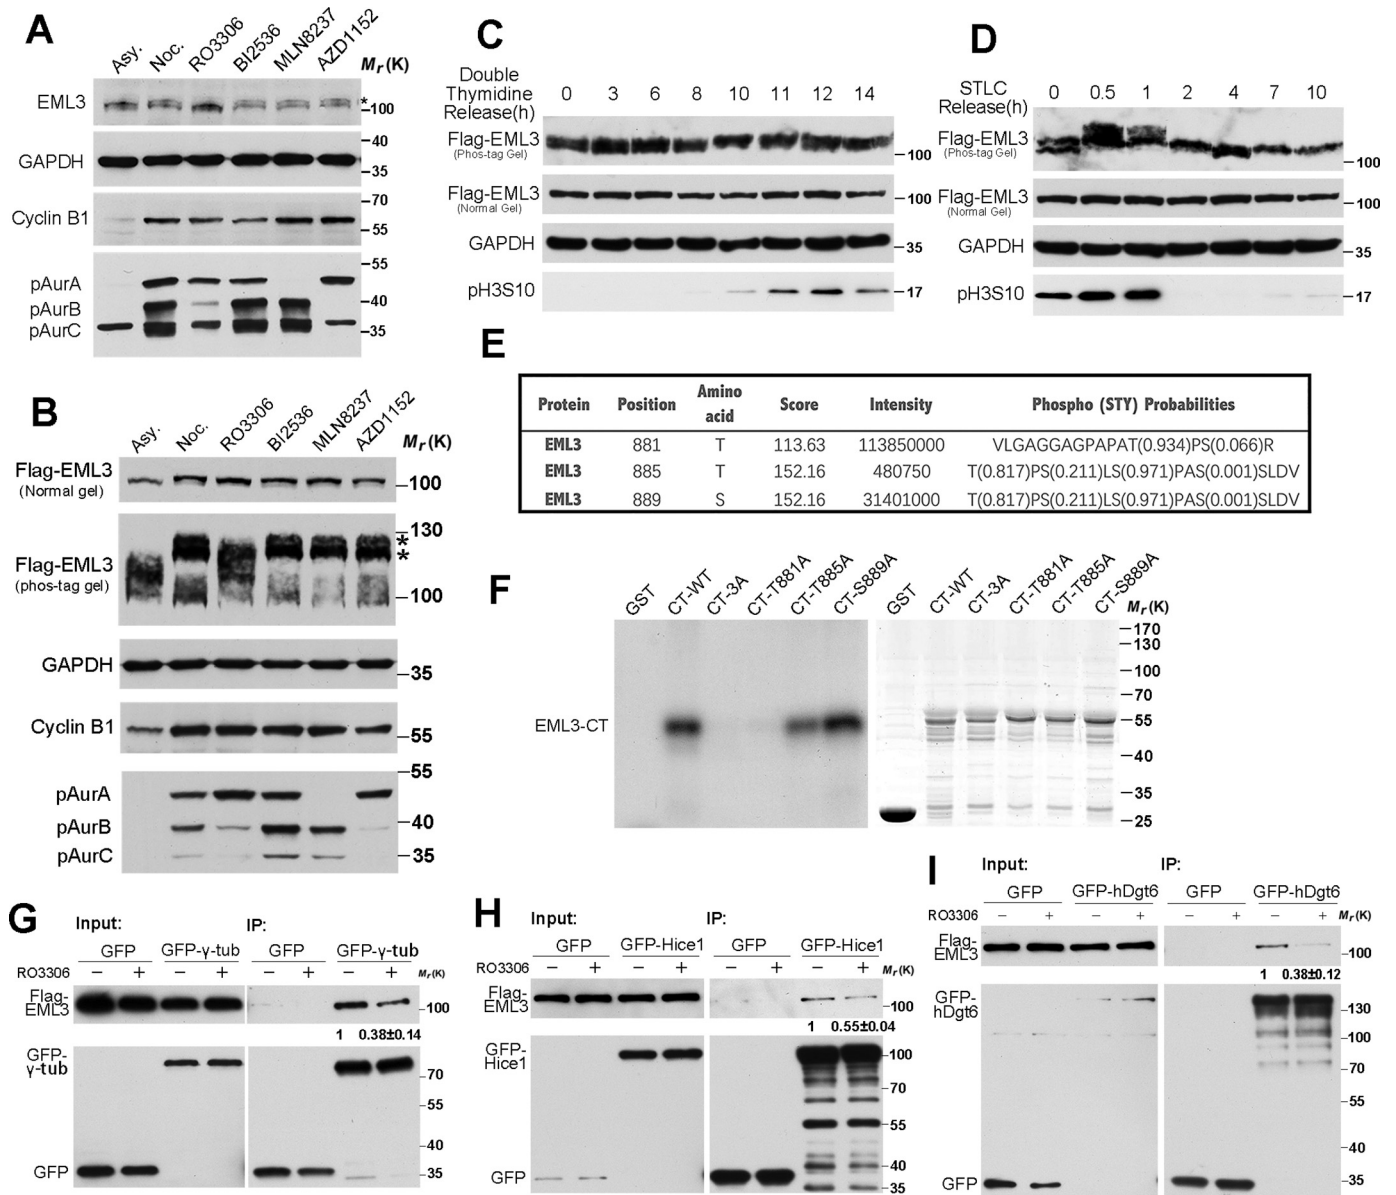 A
Asy. Noc. RO3306 BI2536 MLN8237 AZD1152 Mr(K)
EML3 * 100
GAPDH 40 35
Cyclin B1 70 55
pAurA 55
pAurB 40
pAurC 35
B
Asy. Noc. RO3306 BI2536 MLN8237 AZD1152 Mr(K)
Flag-EML3
(Normal gel) 100
Flag-EML3
(phos-tag gel) 130 * * 100
GAPDH 35
Cyclin B1 55
pAurA 55
pAurB 40
pAurC 35
C
Double
Thymidine
Release(h) 0 3 6 8 10 11 12 14
Flag-EML3
(Phos-tag Gel) 100
Flag-EML3
(Normal Gel) 100
GAPDH 35
pH3S10 17
D
STLC
Release(h) 0 0.5 1 2 4 7 10
Flag-EML3
(Phos-tag Gel) 100
Flag-EML3
(Normal Gel) 100
GAPDH 35
pH3S10 17
E
Protein Position Amino acid Score Intensity Phospho (STY) Probabilities
EML3 881 T 113.63 113850000 VLGAGGAGPAPAT(0.934)PS(0.066)R
EML3 885 T 152.16 480750 T(0.817)PS(0.211)LS(0.971)PAS(0.001)SLDV
EML3 889 S 152.16 31401000 T(0.817)PS(0.211)LS(0.971)PAS(0.001)SLDV
F
GST CT-WT CT-3A CT-T881A CT-T885A CT-S889A GST CT-WT CT-3A CT-T881A CT-T885A CT-S889A Mr(K)
EML3-CT
170
130
100
70
55
40
35
25
G
Input: IP:
GFP GFP-γ-tub GFP GFP-γ-tub
RO3306 − + − + − + − + Mr(K)
Flag-
EML3 100
1 0.38±0.14
GFP-
γ-tub
70
55
40
GFP 35
H
Input: IP:
GFP GFP-Hice1 GFP GFP-Hice1
RO3306 − + − + − + − + Mr(K)
Flag-
EML3 100
1 0.55±0.04
GFP-
Hice1 100
70
55
40
GFP 35
I
Input: IP:
GFP GFP-hDgt6 GFP GFP-hDgt6
RO3306 − + − + − + − + Mr(K)
Flag-
EML3 100
1 0.38±0.12
GFP-
hDgt6 130
100
70
55
40
GFP 35